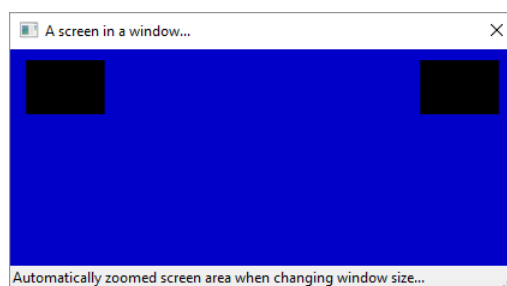 A screen in a window...
Automatically zoomed screen area when changing window size...